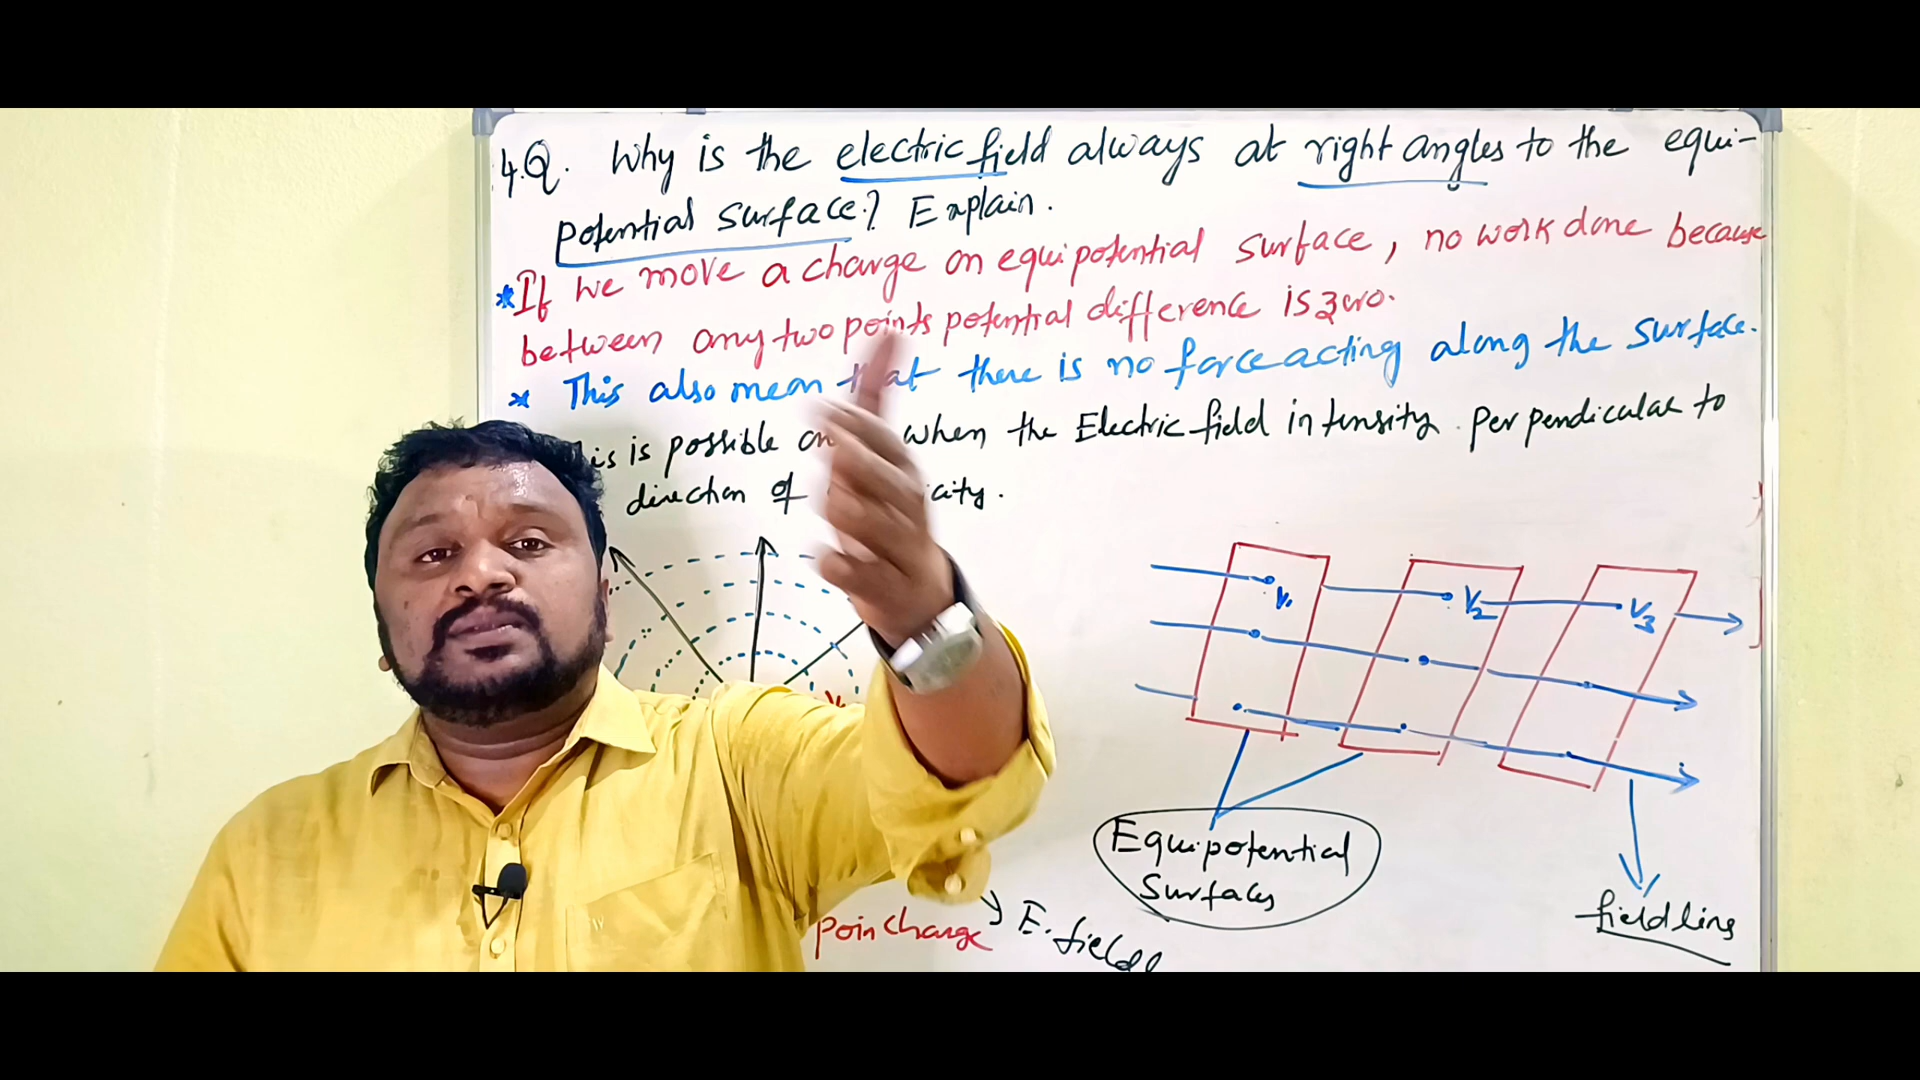 4.Q. Why is the electric field always at right angles to the equi-
potential surface? Explain.
* If we move a charge on equipotential surface, no work done because
between any two points potential difference is zero.
* This also mean that there is no force acting along the surface.
is is possible when the Electric field intensity perpendicular to
direction of
V1
V2
V3
Equipotential
Surfaces
field line
poin charge
E. field